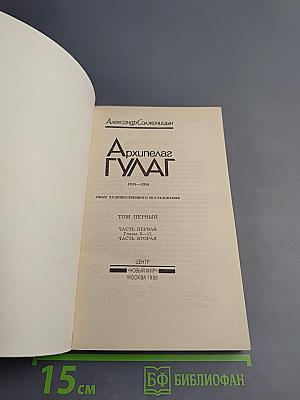 Александр Солженицын
Архипелаг
ГУЛАГ
1918—1956
ОПЫТ ХУДОЖЕСТВЕННОГО ИССЛЕДОВАНИЯ
ТОМ ПЕРВЫЙ
ЧАСТЬ ПЕРВАЯ
Главы 8—12
ЧАСТЬ ВТОРАЯ
ЦЕНТР
«НОВЫЙ МИР»
МОСКВА 1990
15 см
БФ БИБЛИОФАН